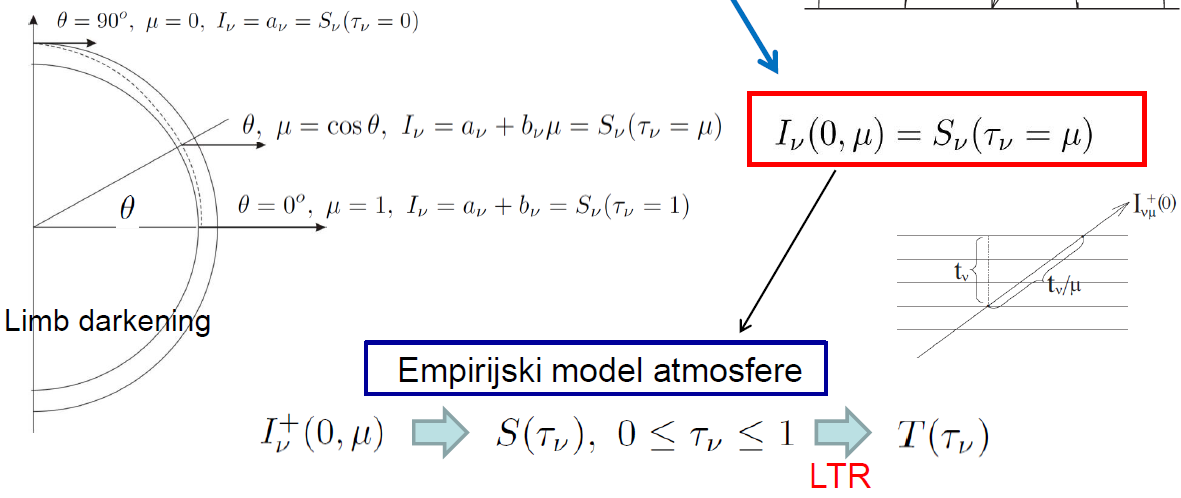 θ = 90°, μ = 0, I_ν = a_ν = S_ν(τ_ν = 0)
θ, μ = cos θ, I_ν = a_ν + b_ν μ = S_ν(τ_ν = μ)
I_ν(0, μ) = S_ν(τ_ν = μ)
θ
θ = 0°, μ = 1, I_ν = a_ν + b_ν = S_ν(τ_ν = 1)
I⁺_νμ(0)
t_ν
t_ν/μ
Limb darkening
Empirijski model atmosfere
I_ν⁺(0, μ) S(τ_ν), 0 ≤ τ_ν ≤ 1 T(τ_ν)
LTR